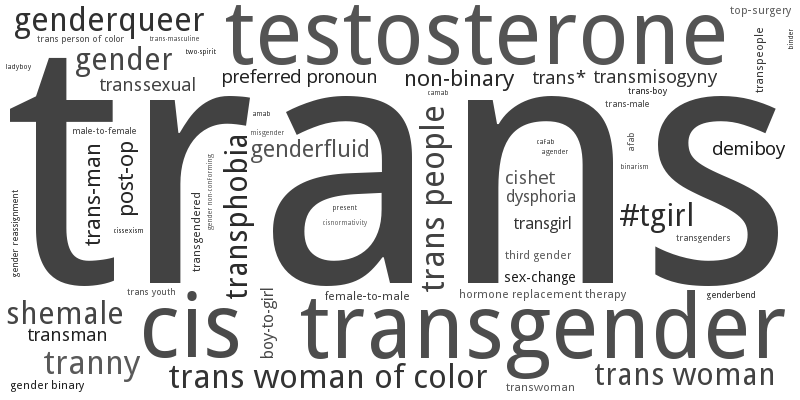 genderqueer
testosterone
top-surgery
trans person of color
trans-masculine
two-spirit
gender
transpeople
binder
ladyboy
transsexual
preferred pronoun
non-binary
trans*
transmisogyny
trans
camab
trans-boy
trans-male
amab
male-to-female
misgender
transphobia
genderfluid
trans people
cafab
agender
afab
demiboy
trans-man
post-op
gender non-conforming
binarism
cishet
dysphoria
gender reassignment
transgendered
present
cisnormativity
transgirl
#tgirl
cissexism
transgenders
third gender
sex-change
trans youth
female-to-male
hormone replacement therapy
genderbend
shemale
cis
boy-to-girl
transgender
transman
tranny
trans woman of color
trans woman
gender binary
transwoman